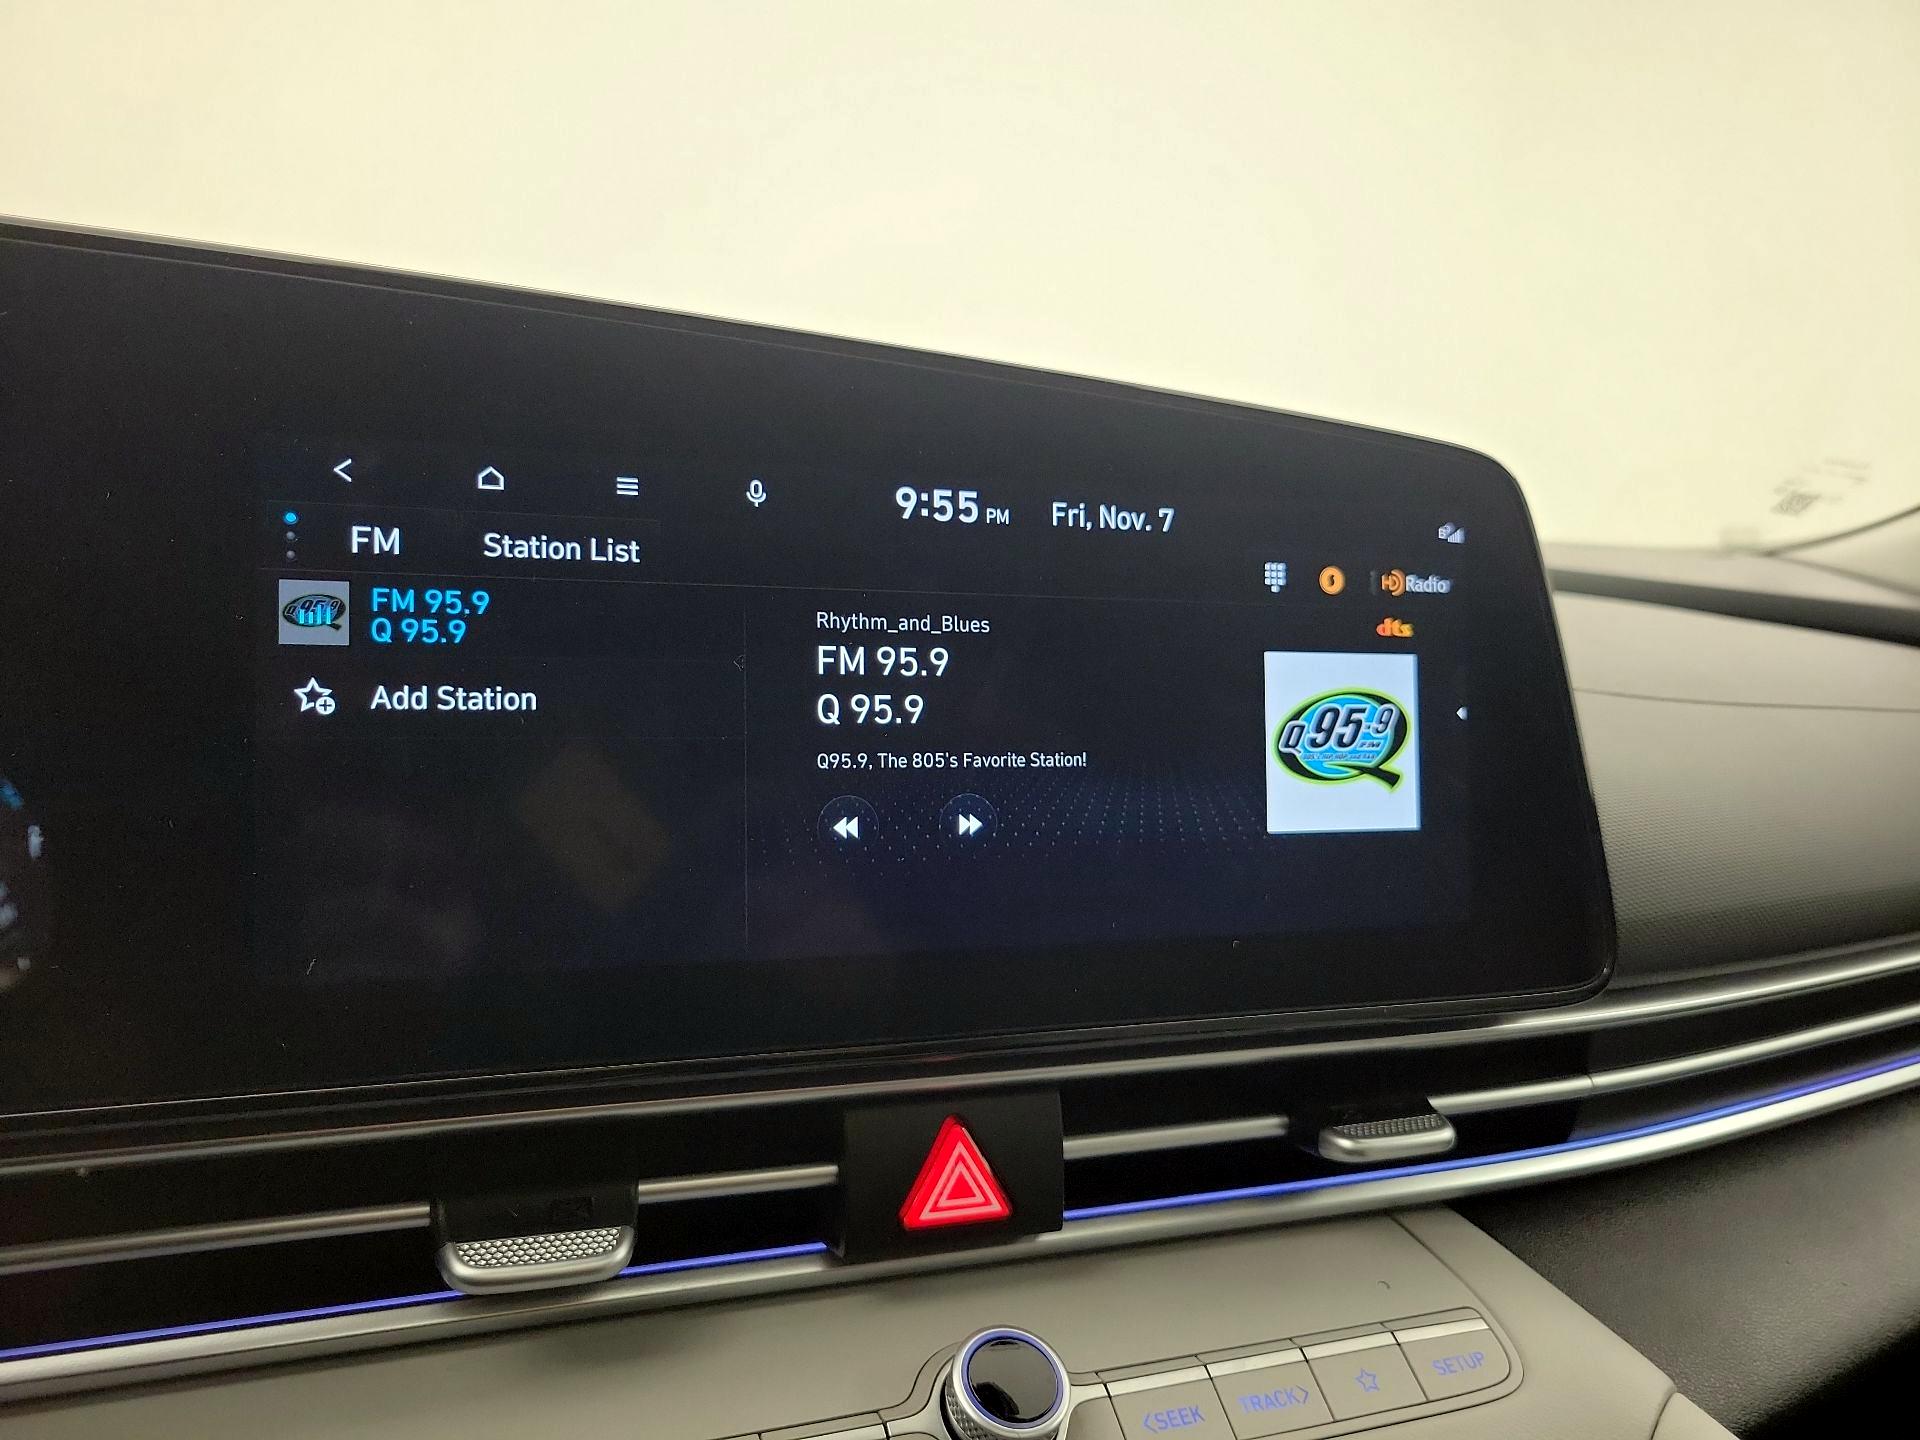 9:55 PM Fri, Nov. 7
FM Station List
HD Radio
dts
FM 95.9
Q 95.9
Add Station
Rhythm_and_Blues
FM 95.9
Q 95.9
Q95.9, The 805's Favorite Station!
Q 95.9
<SEEK
TRACK>
SETUP